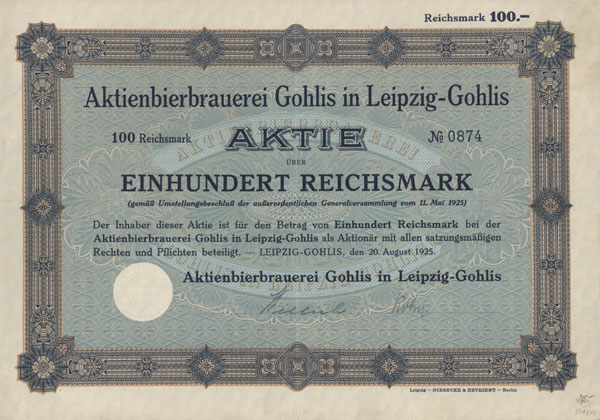 Reichsmark 100.—
Aktienbierbrauerei Gohlis in Leipzig-Gohlis
100 Reichsmark AKTIE № 0874
ÜBER
EINHUNDERT REICHSMARK
(gemäß Umstellungsbeschluß der außerordentlichen Generalversammlung vom 11. Mai 1925)
Der Inhaber dieser Aktie ist für den Betrag von Einhundert Reichsmark bei der
Aktienbierbrauerei Gohlis in Leipzig-Gohlis als Aktionär mit allen satzungsmäßigen
Rechten und Pflichten beteiligt. — LEIPZIG-GOHLIS, den 20. August 1925.
Aktienbierbrauerei Gohlis in Leipzig-Gohlis
Leipzig — GIESECKE & DEVRIENT — Berlin